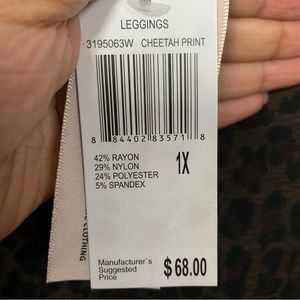 LEGGINGS
3195063W CHEETAH PRINT
8 84402 83571 8
42% RAYON
29% NYLON
24% POLYESTER
5% SPANDEX
1X
CLOTHING
Manufacturer's
Suggested
Price
$68.00